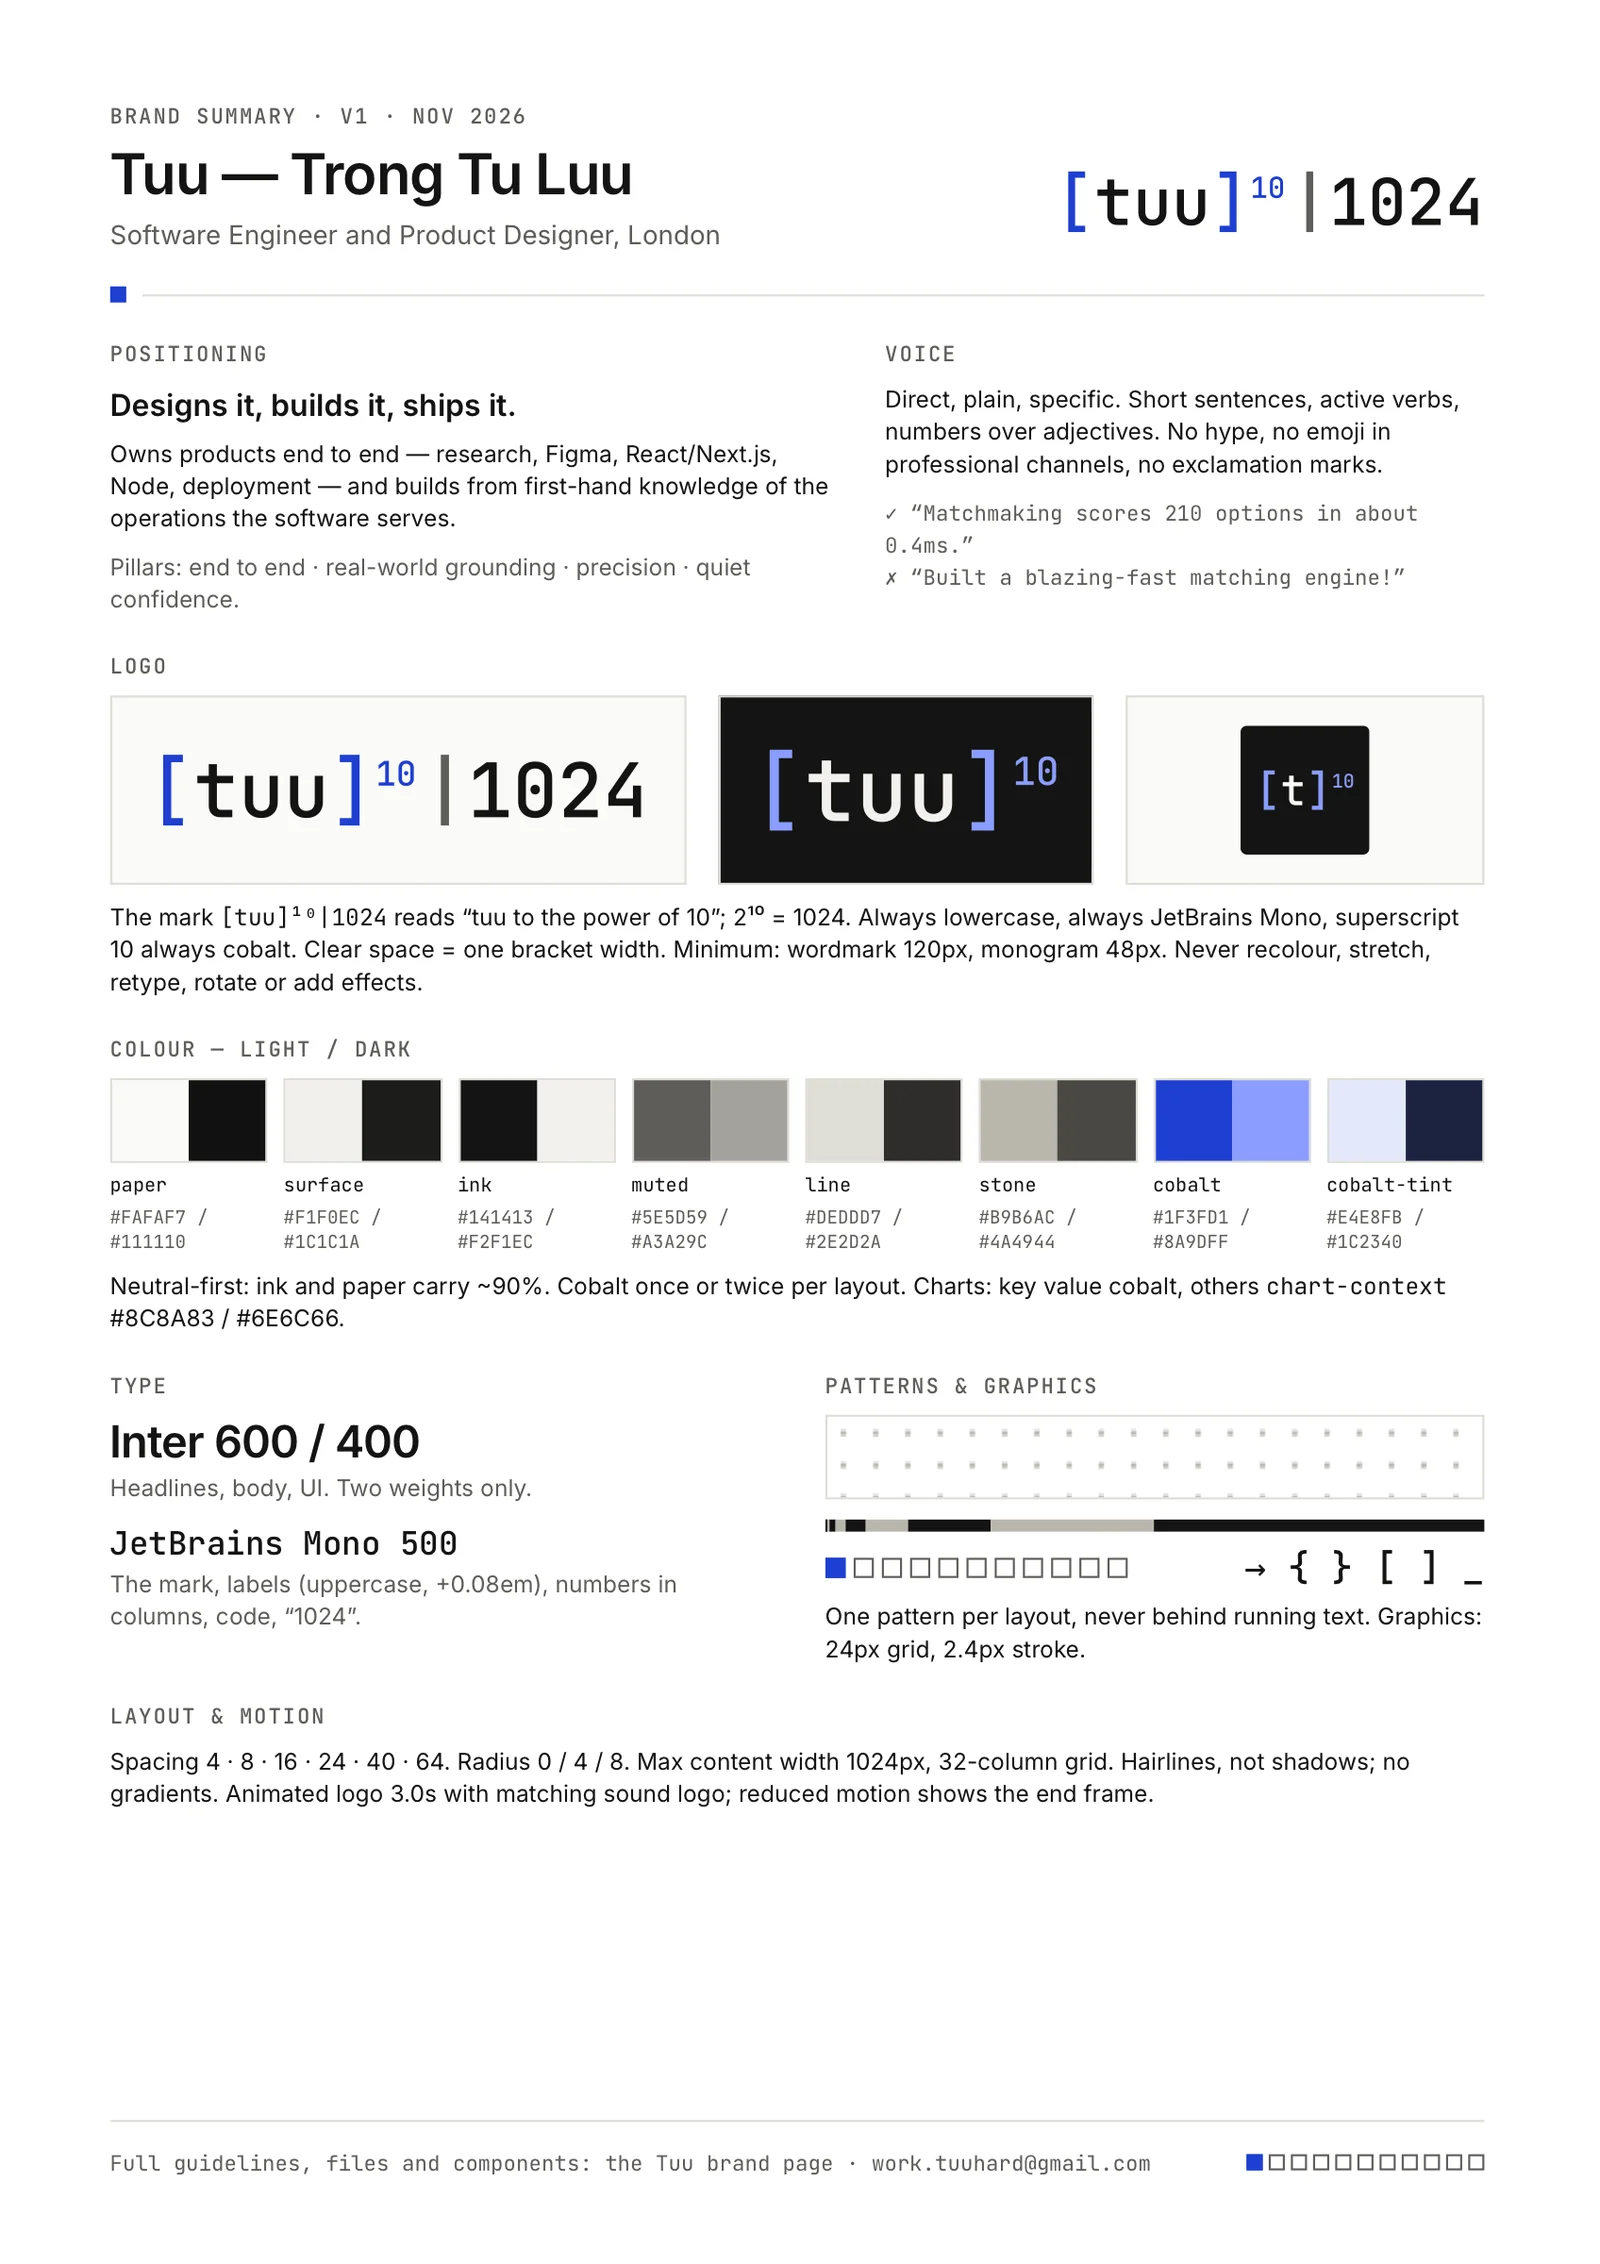 BRAND SUMMARY · V1 · NOV 2026
Tuu — Trong Tu Luu
Software Engineer and Product Designer, London
[tuu]¹⁰|1024
POSITIONING
Designs it, builds it, ships it.
Owns products end to end — research, Figma, React/Next.js,
Node, deployment — and builds from first-hand knowledge of the
operations the software serves.
Pillars: end to end · real-world grounding · precision · quiet
confidence.
VOICE
Direct, plain, specific. Short sentences, active verbs,
numbers over adjectives. No hype, no emoji in
professional channels, no exclamation marks.
✓ “Matchmaking scores 210 options in about
0.4ms.”
✗ “Built a blazing-fast matching engine!”
LOGO
[tuu]¹⁰|1024
[tuu]¹⁰
[t]¹⁰
The mark [tuu]¹⁰|1024 reads “tuu to the power of 10”; 2¹⁰ = 1024. Always lowercase, always JetBrains Mono, superscript
10 always cobalt. Clear space = one bracket width. Minimum: wordmark 120px, monogram 48px. Never recolour, stretch,
retype, rotate or add effects.
COLOUR — LIGHT / DARK
paper
#FAFAF7 /
#111110
surface
#F1F0EC /
#1C1C1A
ink
#141413 /
#F2F1EC
muted
#5E5D59 /
#A3A29C
line
#DEDDD7 /
#2E2D2A
stone
#B9B6AC /
#4A4944
cobalt
#1F3FD1 /
#8A9DFF
cobalt-tint
#E4E8FB /
#1C2340
Neutral-first: ink and paper carry ~90%. Cobalt once or twice per layout. Charts: key value cobalt, others chart-context
#8C8A83 / #6E6C66.
TYPE
Inter 600 / 400
Headlines, body, UI. Two weights only.
JetBrains Mono 500
The mark, labels (uppercase, +0.08em), numbers in
columns, code, “1024”.
PATTERNS & GRAPHICS
→ { } [ ] _
One pattern per layout, never behind running text. Graphics:
24px grid, 2.4px stroke.
LAYOUT & MOTION
Spacing 4 · 8 · 16 · 24 · 40 · 64. Radius 0 / 4 / 8. Max content width 1024px, 32-column grid. Hairlines, not shadows; no
gradients. Animated logo 3.0s with matching sound logo; reduced motion shows the end frame.
Full guidelines, files and components: the Tuu brand page · work.tuuhard@gmail.com